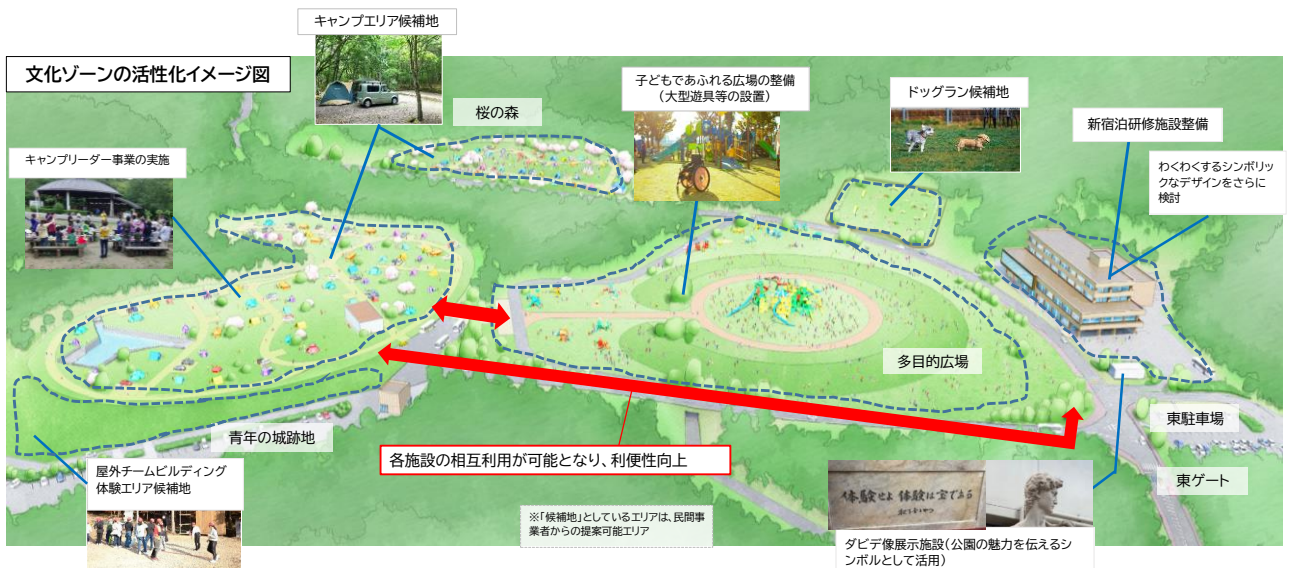 文化ゾーンの活性化イメージ図
キャンプエリア候補地
桜の森
子どもであふれる広場の整備
（大型遊具等の設置）
ドッグラン候補地
新宿泊研修施設整備
わくわくするシンボリッ
クなデザインをさらに
検討
キャンプリーダー事業の実施
多目的広場
東駐車場
東ゲート
青年の城跡地
各施設の相互利用が可能となり、利便性向上
屋外チームビルディング
体験エリア候補地
※「候補地」としているエリアは、民間事
業者からの提案可能エリア
体験せよ 体験は宝である
ダビデ像展示施設(公園の魅力を伝えるシ
ンボルとして活用)